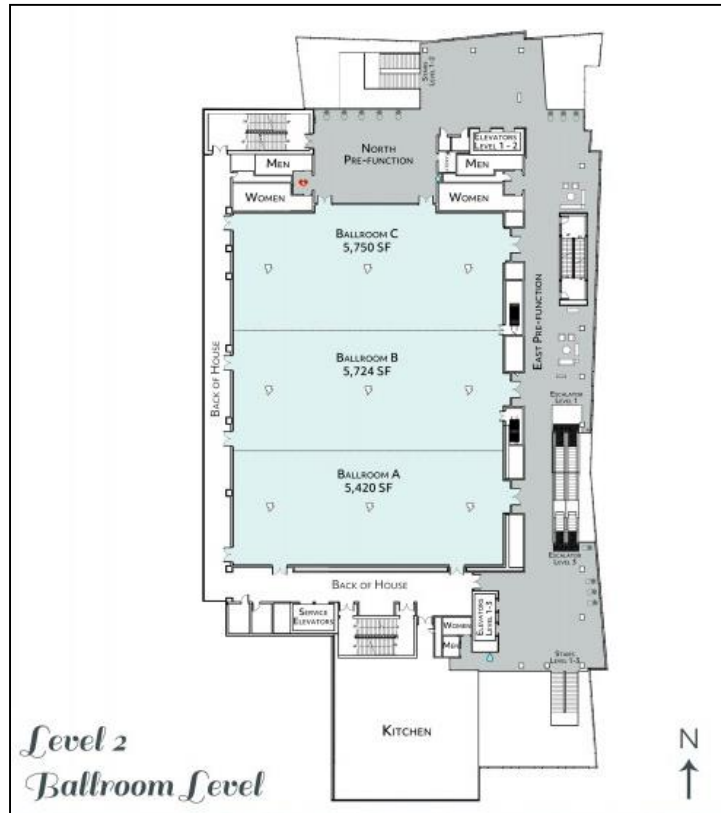 STAIRS
LEVEL 1-2
ELEVATORS
LEVEL 1 - 2
NORTH
PRE-FUNCTION
MEN
MEN
WOMEN
WOMEN
BALLROOM C
5,750 SF
EAST PRE-FUNCTION
BACK OF HOUSE
BALLROOM B
5,724 SF
ESCALATOR
LEVEL 1
BALLROOM A
5,420 SF
ESCALATOR
LEVEL 3
BACK OF HOUSE
SERVICE
ELEVATORS
WOMEN
MEN
ELEVATORS
LEVEL 1-3
STAIRS
LEVEL 1-3
KITCHEN
Level 2
Ballroom Level
N